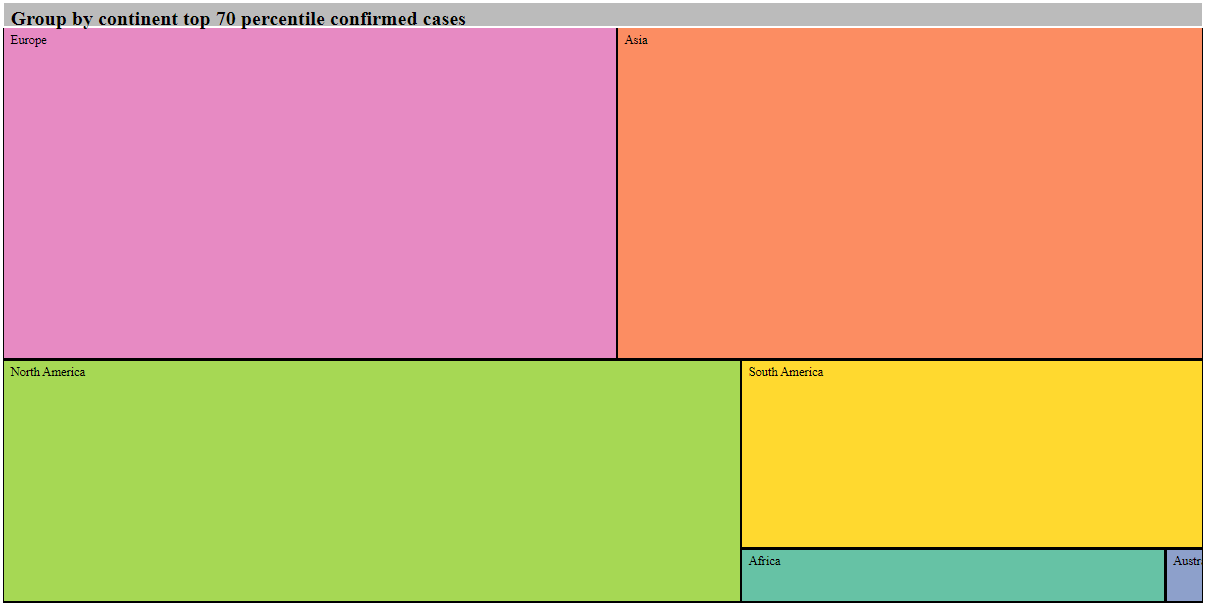 Group by continent top 70 percentile confirmed cases
Europe
Asia
North America
South America
Africa
Austr